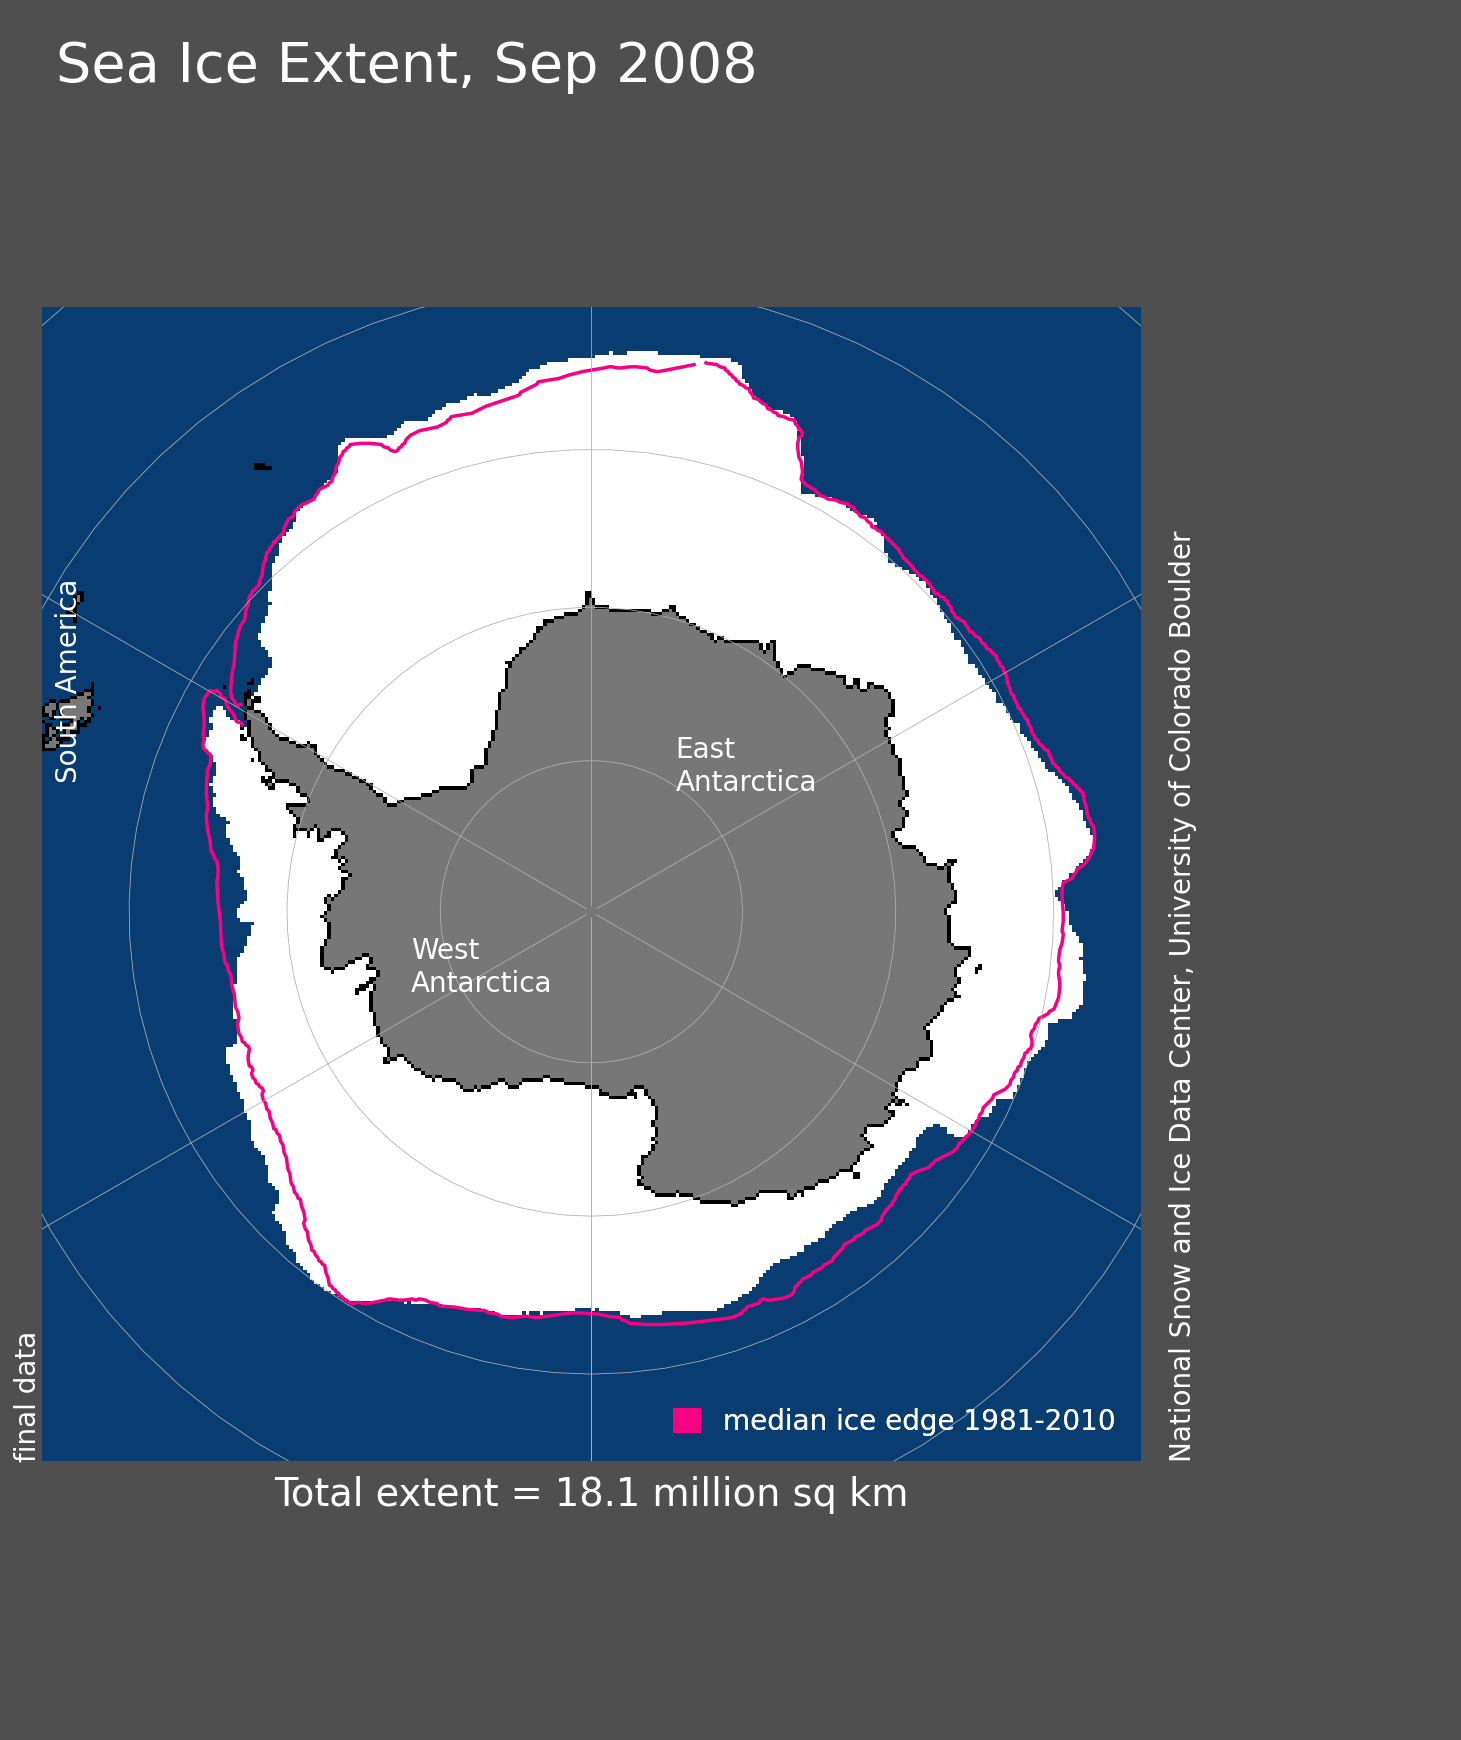 Sea Ice Extent, Sep 2008
South America
East
Antarctica
West
Antarctica
median ice edge 1981-2010
final data
National Snow and Ice Data Center, University of Colorado Boulder
Total extent = 18.1 million sq km